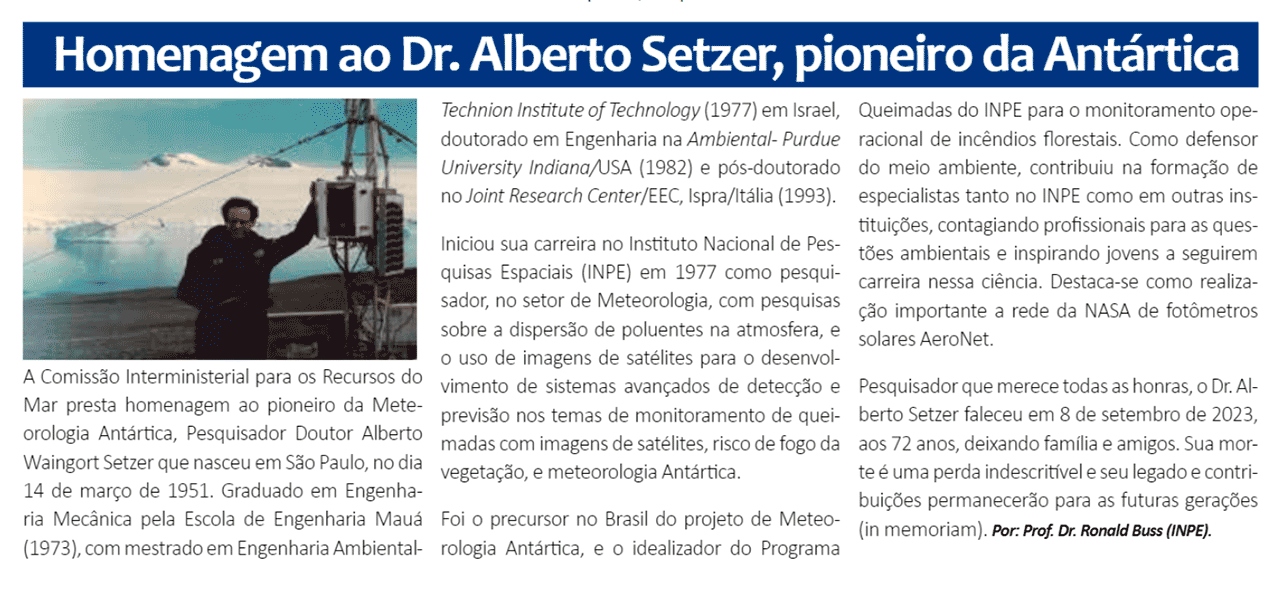 Homenagem ao Dr. Alberto Setzer, pioneiro da Antártica
A Comissão Interministerial para os Recursos do
Mar presta homenagem ao pioneiro da Mete-
orologia Antártica, Pesquisador Doutor Alberto
Waingort Setzer que nasceu em São Paulo, no dia
14 de março de 1951. Graduado em Engenha-
ria Mecânica pela Escola de Engenharia Mauá
(1973), com mestrado em Engenharia Ambiental-
Technion Institute of Technology (1977) em Israel,
doutorado em Engenharia na Ambiental- Purdue
University Indiana/USA (1982) e pós-doutorado
no Joint Research Center/EEC, Ispra/Itália (1993).
Iniciou sua carreira no Instituto Nacional de Pes-
quisas Espaciais (INPE) em 1977 como pesqui-
sador, no setor de Meteorologia, com pesquisas
sobre a dispersão de poluentes na atmosfera, e
o uso de imagens de satélites para o desenvol-
vimento de sistemas avançados de detecção e
previsão nos temas de monitoramento de quei-
madas com imagens de satélites, risco de fogo da
vegetação, e meteorologia Antártica.
Foi o precursor no Brasil do projeto de Meteo-
rologia Antártica, e o idealizador do Programa
Queimadas do INPE para o monitoramento ope-
racional de incêndios florestais. Como defensor
do meio ambiente, contribuiu na formação de
especialistas tanto no INPE como em outras ins-
tituições, contagiando profissionais para as ques-
tões ambientais e inspirando jovens a seguirem
carreira nessa ciência. Destaca-se como realiza-
ção importante a rede da NASA de fotômetros
solares AeroNet.
Pesquisador que merece todas as honras, o Dr. Al-
berto Setzer faleceu em 8 de setembro de 2023,
aos 72 anos, deixando família e amigos. Sua mor-
te é uma perda indescritível e seu legado e contri-
buições permanecerão para as futuras gerações
(in memoriam). Por: Prof. Dr. Ronald Buss (INPE).